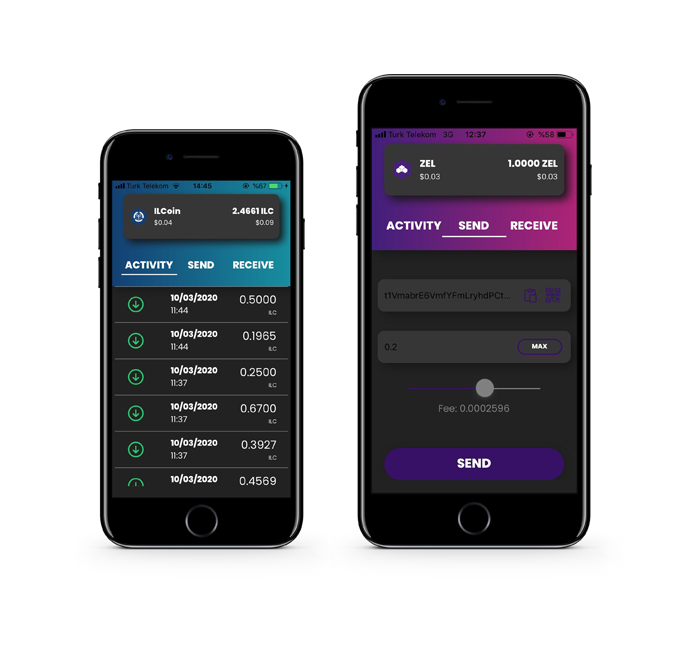 Turk Telekom 14:45 %67
ILCoin 2.4661 ILC
$0.04 $0.09
ACTIVITY SEND RECEIVE
10/03/2020 0.5000
11:44 ILC
10/03/2020 0.1965
11:44 ILC
10/03/2020 0.2500
11:37 ILC
10/03/2020 0.6700
11:37 ILC
10/03/2020 0.3927
11:37 ILC
10/03/2020 0.4569
Turk Telekom 3G 12:37 %58
ZEL 1.0000 ZEL
$0.03 $0.03
ACTIVITY SEND RECEIVE
t1VmabrE6VmfYFmLryhdPCt...
0.2 MAX
Fee: 0.0002596
SEND